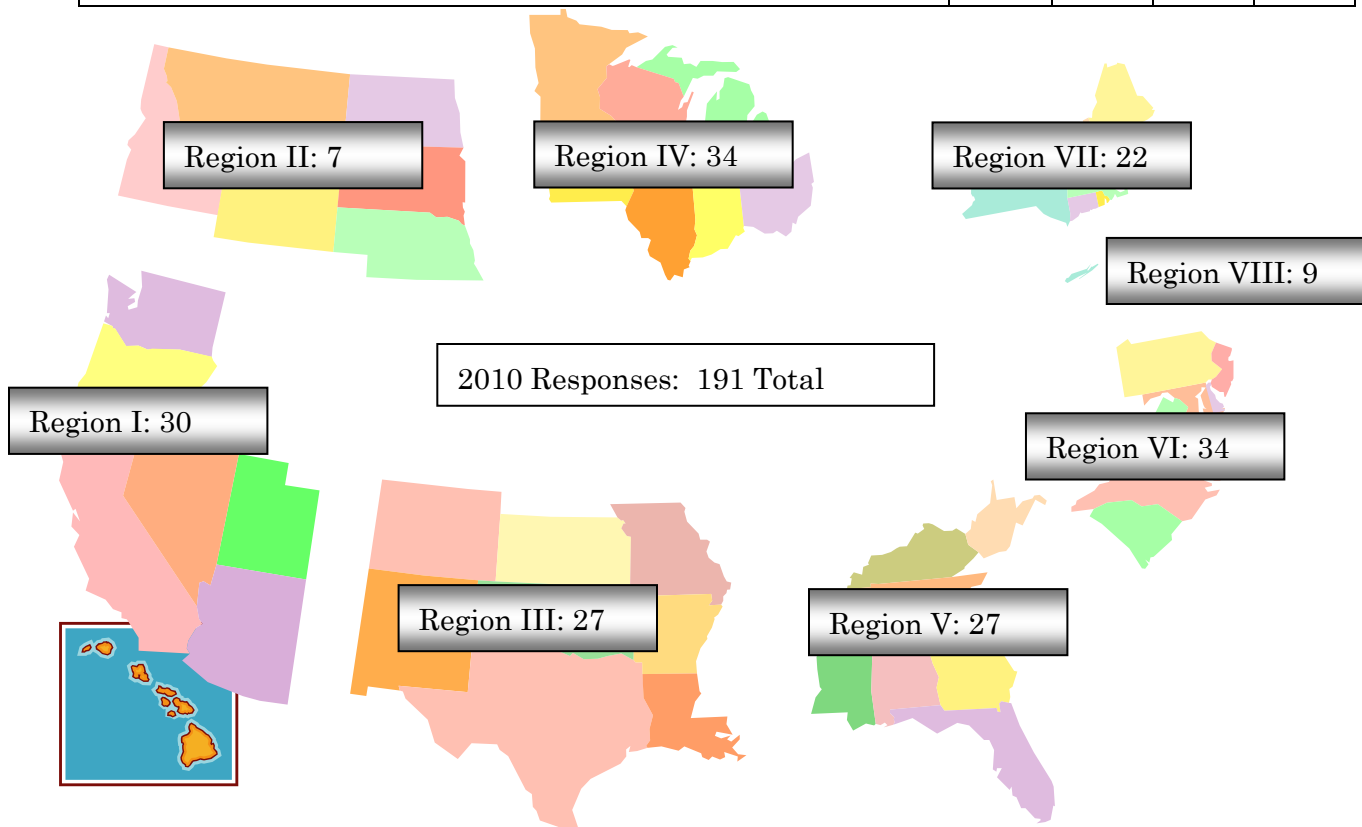 Region II: 7
Region IV: 34
Region VII: 22
Region VIII: 9
2010 Responses: 191 Total
Region I: 30
Region VI: 34
Region III: 27
Region V: 27